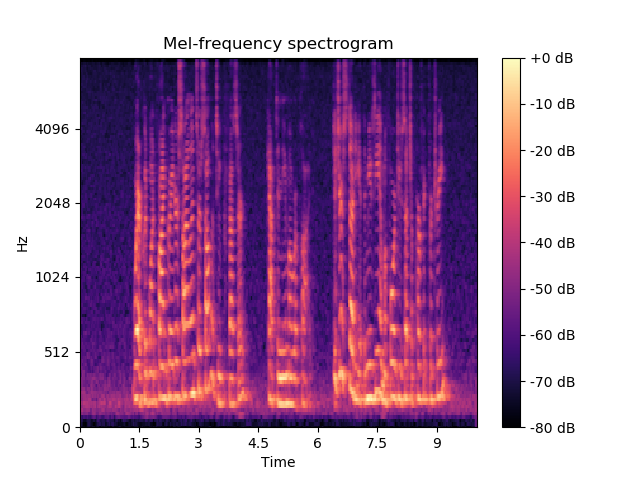 Mel-frequency spectrogram
+0 dB
-10 dB
-20 dB
-30 dB
-40 dB
-50 dB
-60 dB
-70 dB
-80 dB
Hz
4096
2048
1024
512
0
0 1.5 3 4.5 6 7.5 9
Time